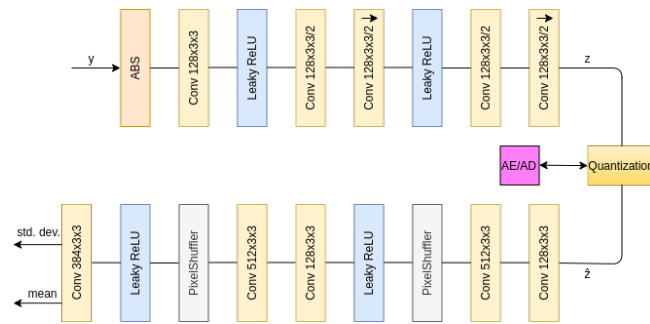 y
ABS
Conv 128x3x3
Leaky ReLU
Conv 128x3x3/2
Conv 128x3x3/2
Leaky ReLU
Conv 128x3x3/2
Conv 128x3x3/2
z
AE/AD
Quantization
std. dev.
mean
Conv 384x3x3
Leaky ReLU
PixelShuffler
Conv 512x3x3
Conv 128x3x3
Leaky ReLU
PixelShuffler
Conv 512x3x3
Conv 128x3x3
ẑ